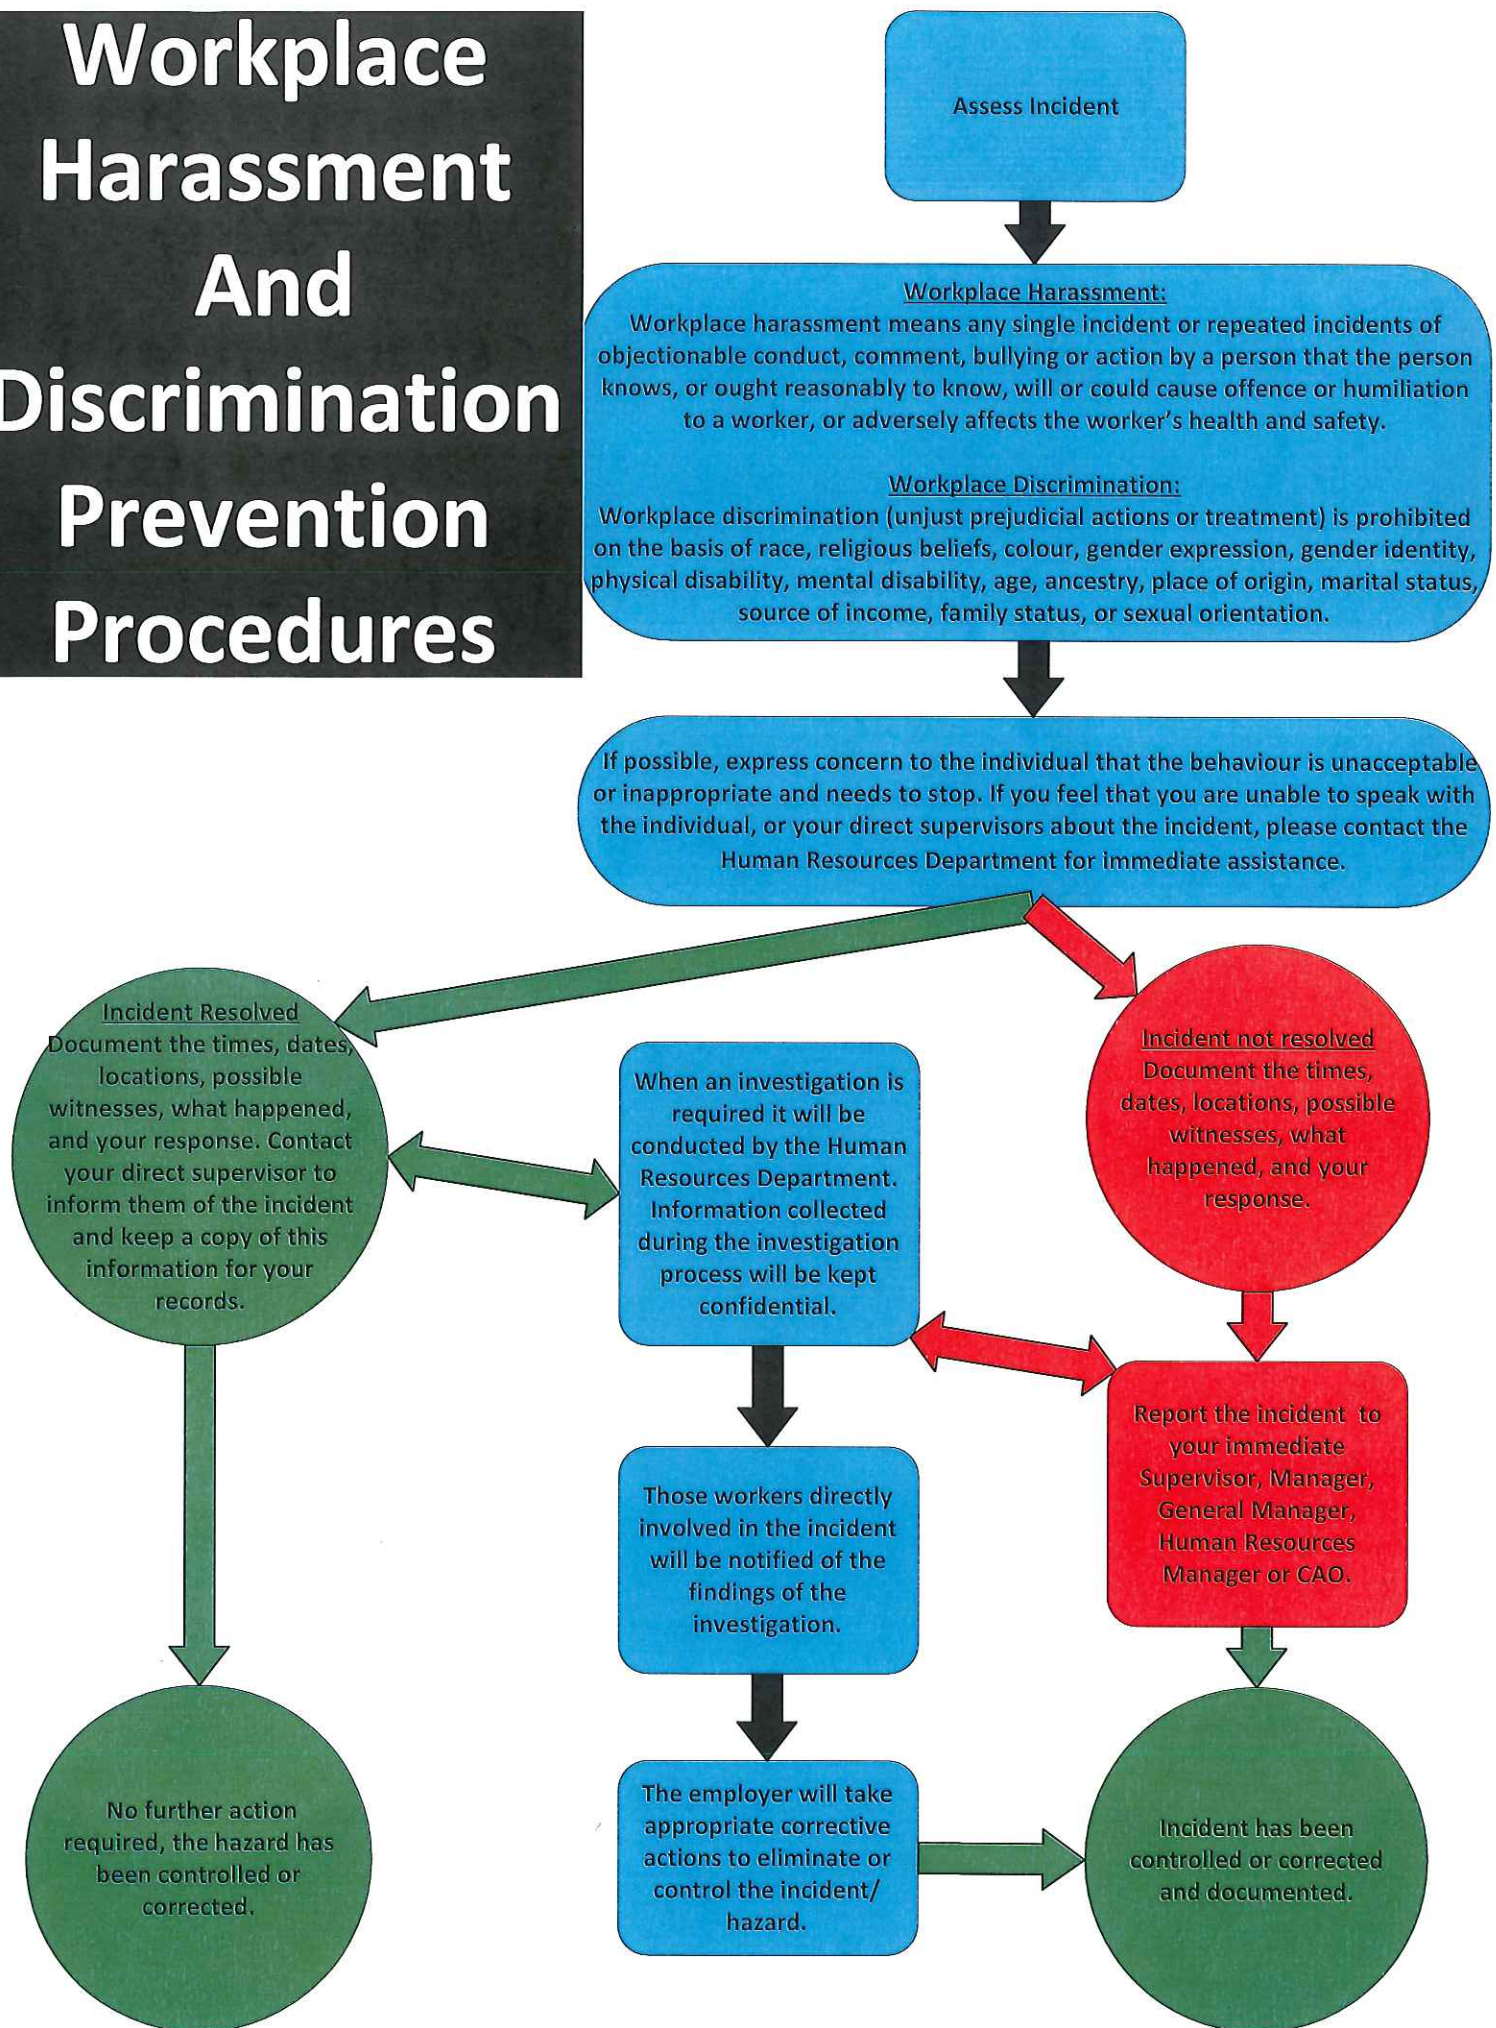 Workplace
Harassment
And
Discrimination
Prevention
Procedures
Assess Incident
Workplace Harassment:
Workplace harassment means any single incident or repeated incidents of
objectionable conduct, comment, bullying or action by a person that the person
knows, or ought reasonably to know, will or could cause offence or humiliation
to a worker, or adversely affects the worker's health and safety.
Workplace Discrimination:
Workplace discrimination (unjust prejudicial actions or treatment) is prohibited
on the basis of race, religious beliefs, colour, gender expression, gender identity,
physical disability, mental disability, age, ancestry, place of origin, marital status,
source of income, family status, or sexual orientation.
If possible, express concern to the individual that the behaviour is unacceptable
or inappropriate and needs to stop. If you feel that you are unable to speak with
the individual, or your direct supervisors about the incident, please contact the
Human Resources Department for immediate assistance.
Incident Resolved
Document the times, dates,
locations, possible
witnesses, what happened,
and your response. Contact
your direct supervisor to
inform them of the incident
and keep a copy of this
information for your
records.
When an investigation is
required it will be
conducted by the Human
Resources Department.
Information collected
during the investigation
process will be kept
confidential.
Incident not resolved
Document the times,
dates, locations, possible
witnesses, what
happened, and your
response.
Report the incident to
your immediate
Supervisor, Manager,
General Manager,
Human Resources
Manager or CAO.
Those workers directly
involved in the incident
will be notified of the
findings of the
investigation.
No further action
required, the hazard has
been controlled or
corrected.
The employer will take
appropriate corrective
actions to eliminate or
control the incident/
hazard.
Incident has been
controlled or corrected
and documented.